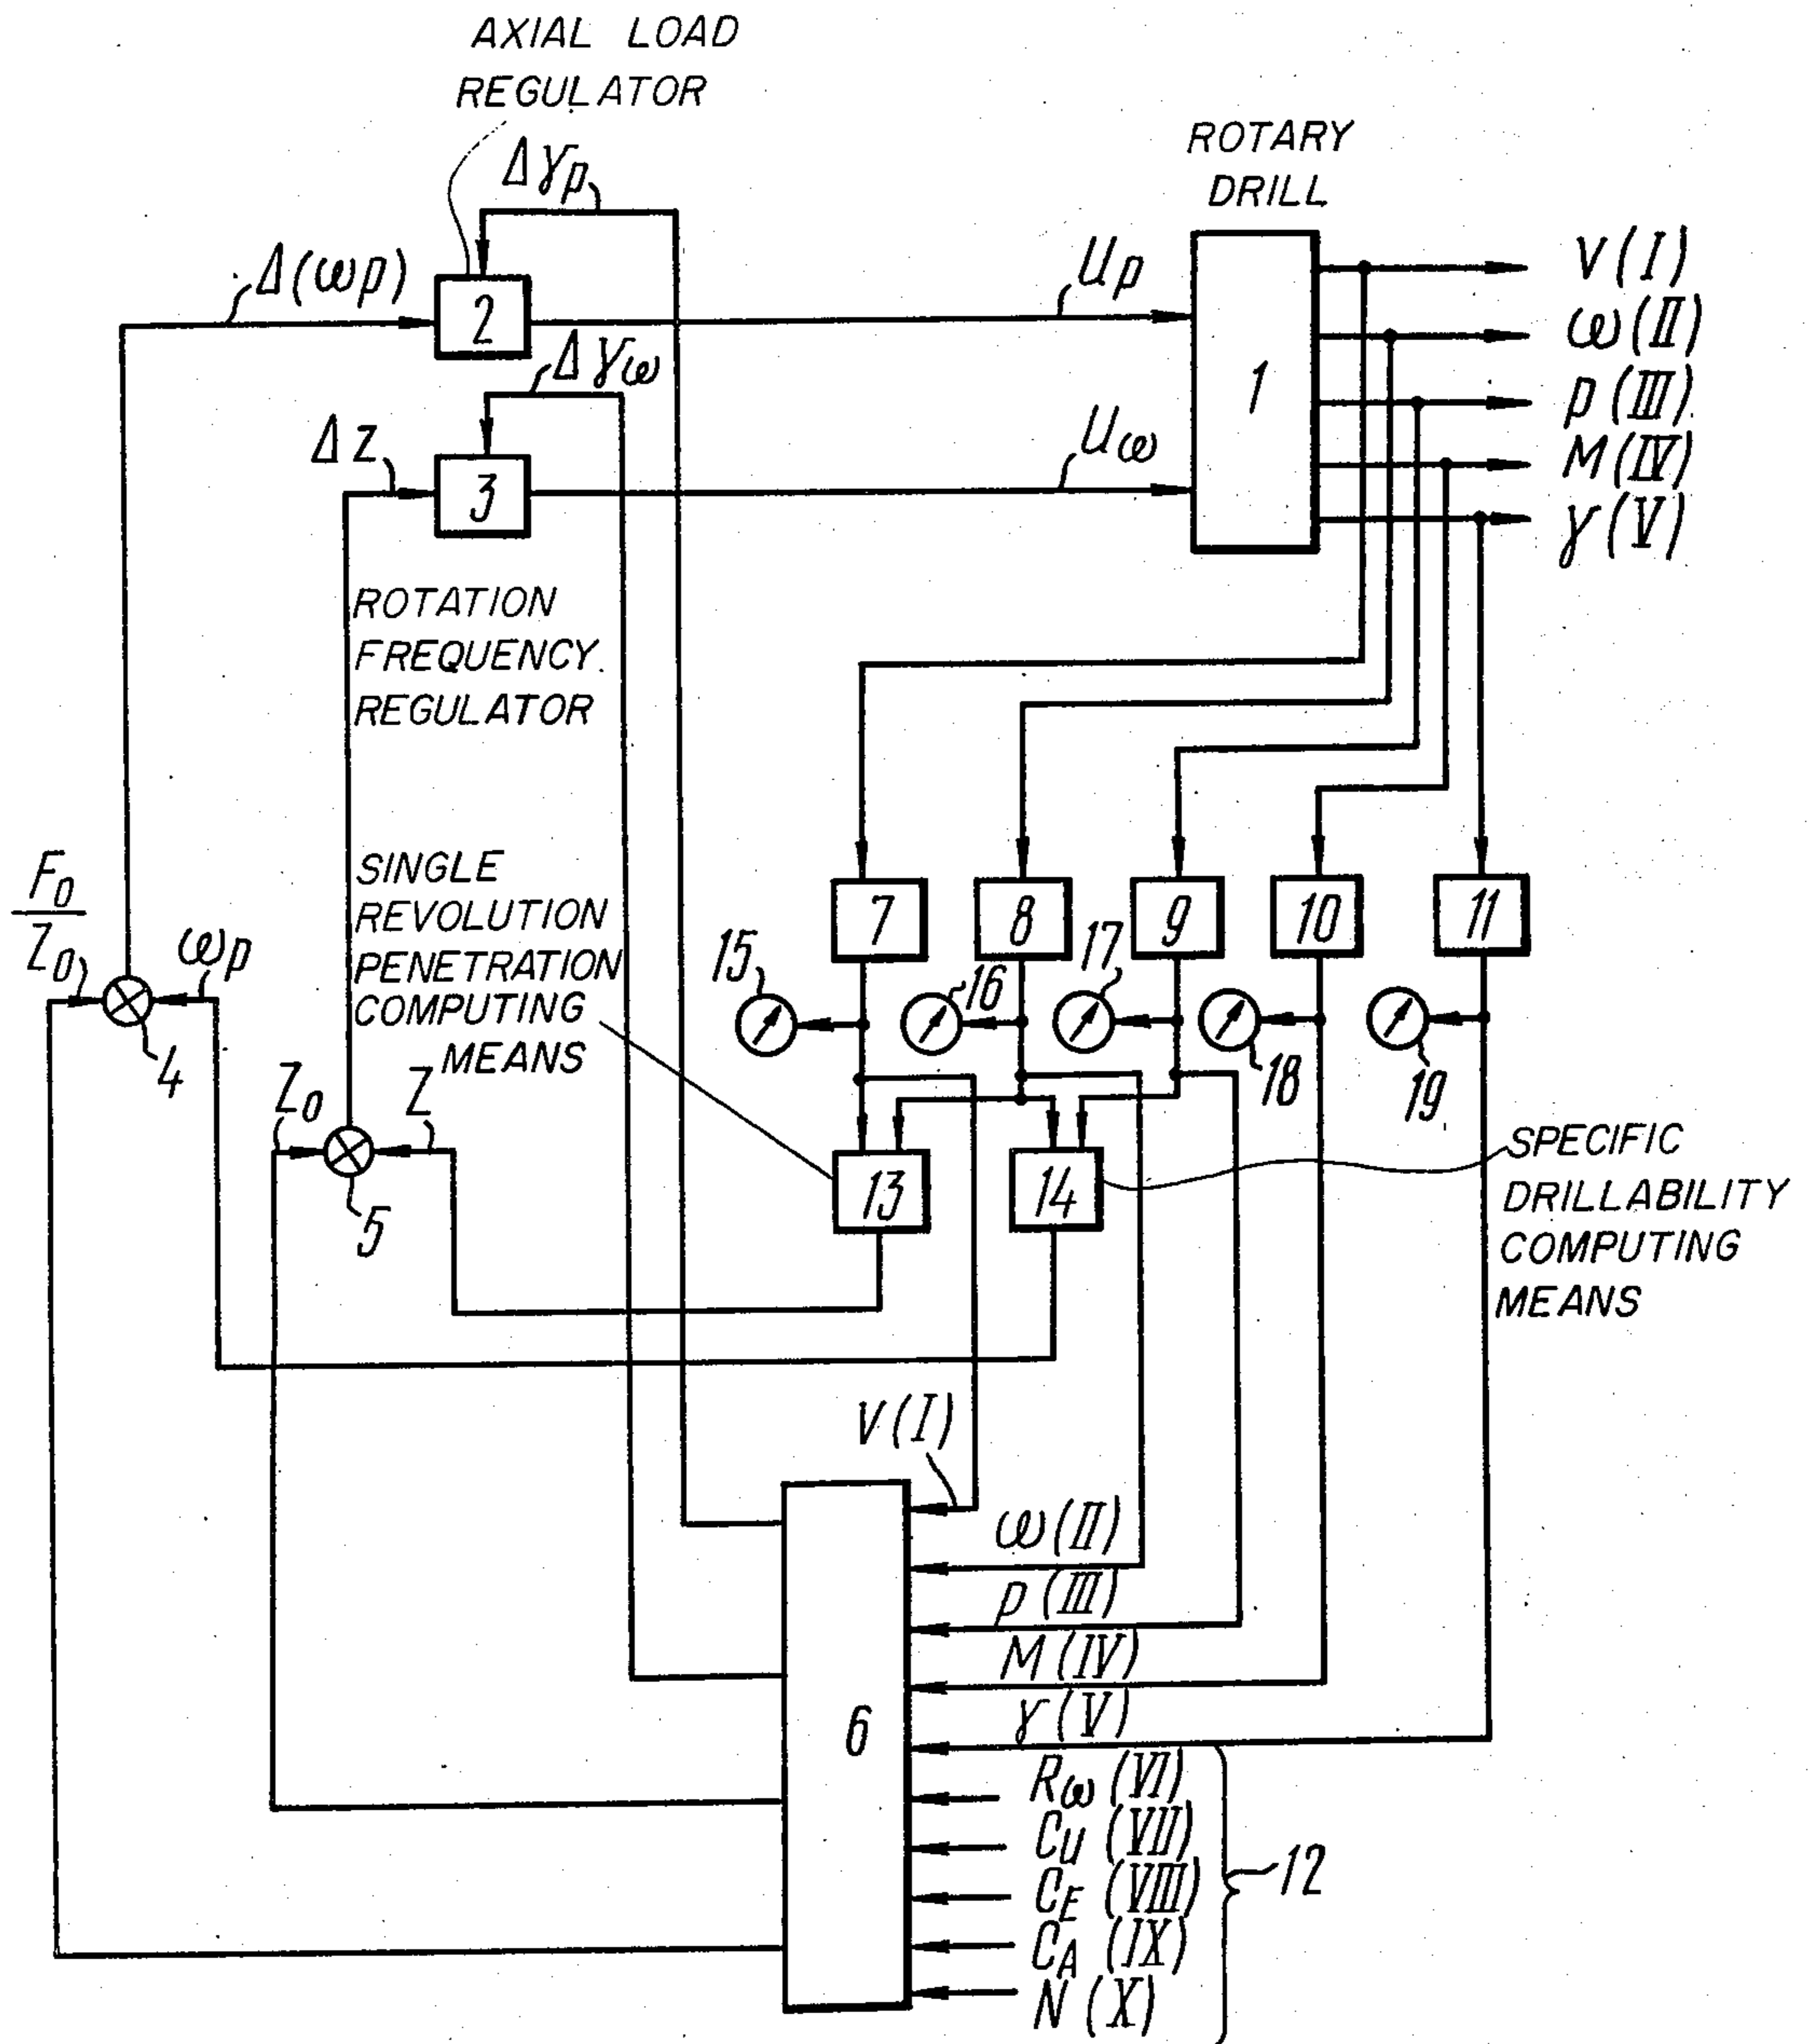 AXIAL LOAD
REGULATOR
ROTARY
DRILL
Δγp
Δ(ωp)
2
Up
V(I)
ω(II)
p(III)
M(IV)
γ(V)
1
Δγω
Δz
3
Uω
ROTATION
FREQUENCY
REGULATOR
SINGLE
REVOLUTION
PENETRATION
COMPUTING
MEANS
F0
Z0
ωp
4
7
8
9
10
11
15
16
17
18
19
Z0
Z
5
13
14
SPECIFIC
DRILLABILITY
COMPUTING
MEANS
V(I)
ω(II)
p(III)
M(IV)
γ(V)
6
Rω(VI)
CU(VII)
CE(VIII)
CA(IX)
N(X)
12